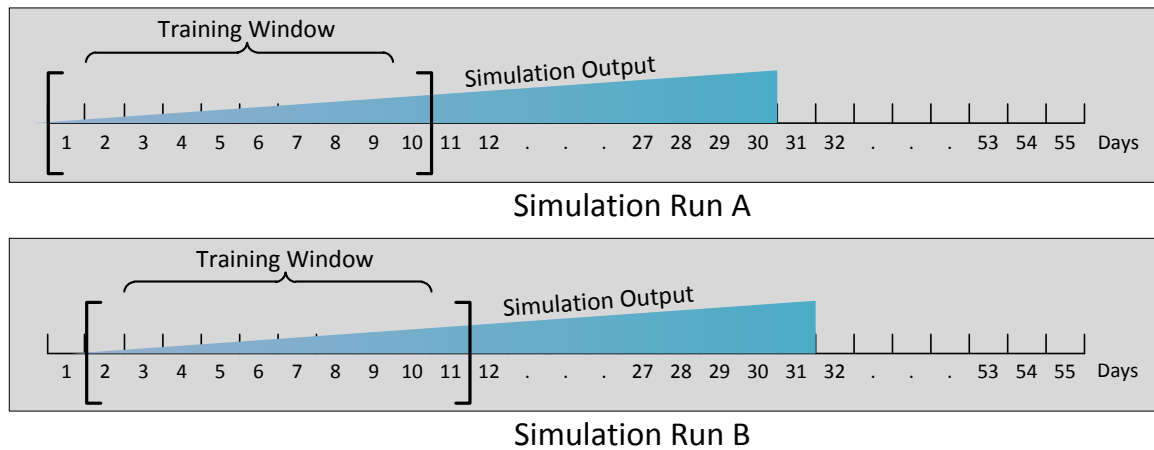 Training Window
Simulation Output
1 2 3 4 5 6 7 8 9 10 11 12 . . . 27 28 29 30 31 32 . . . 53 54 55 Days
Simulation Run A
Training Window
Simulation Output
1 2 3 4 5 6 7 8 9 10 11 12 . . . 27 28 29 30 31 32 . . . 53 54 55 Days
Simulation Run B